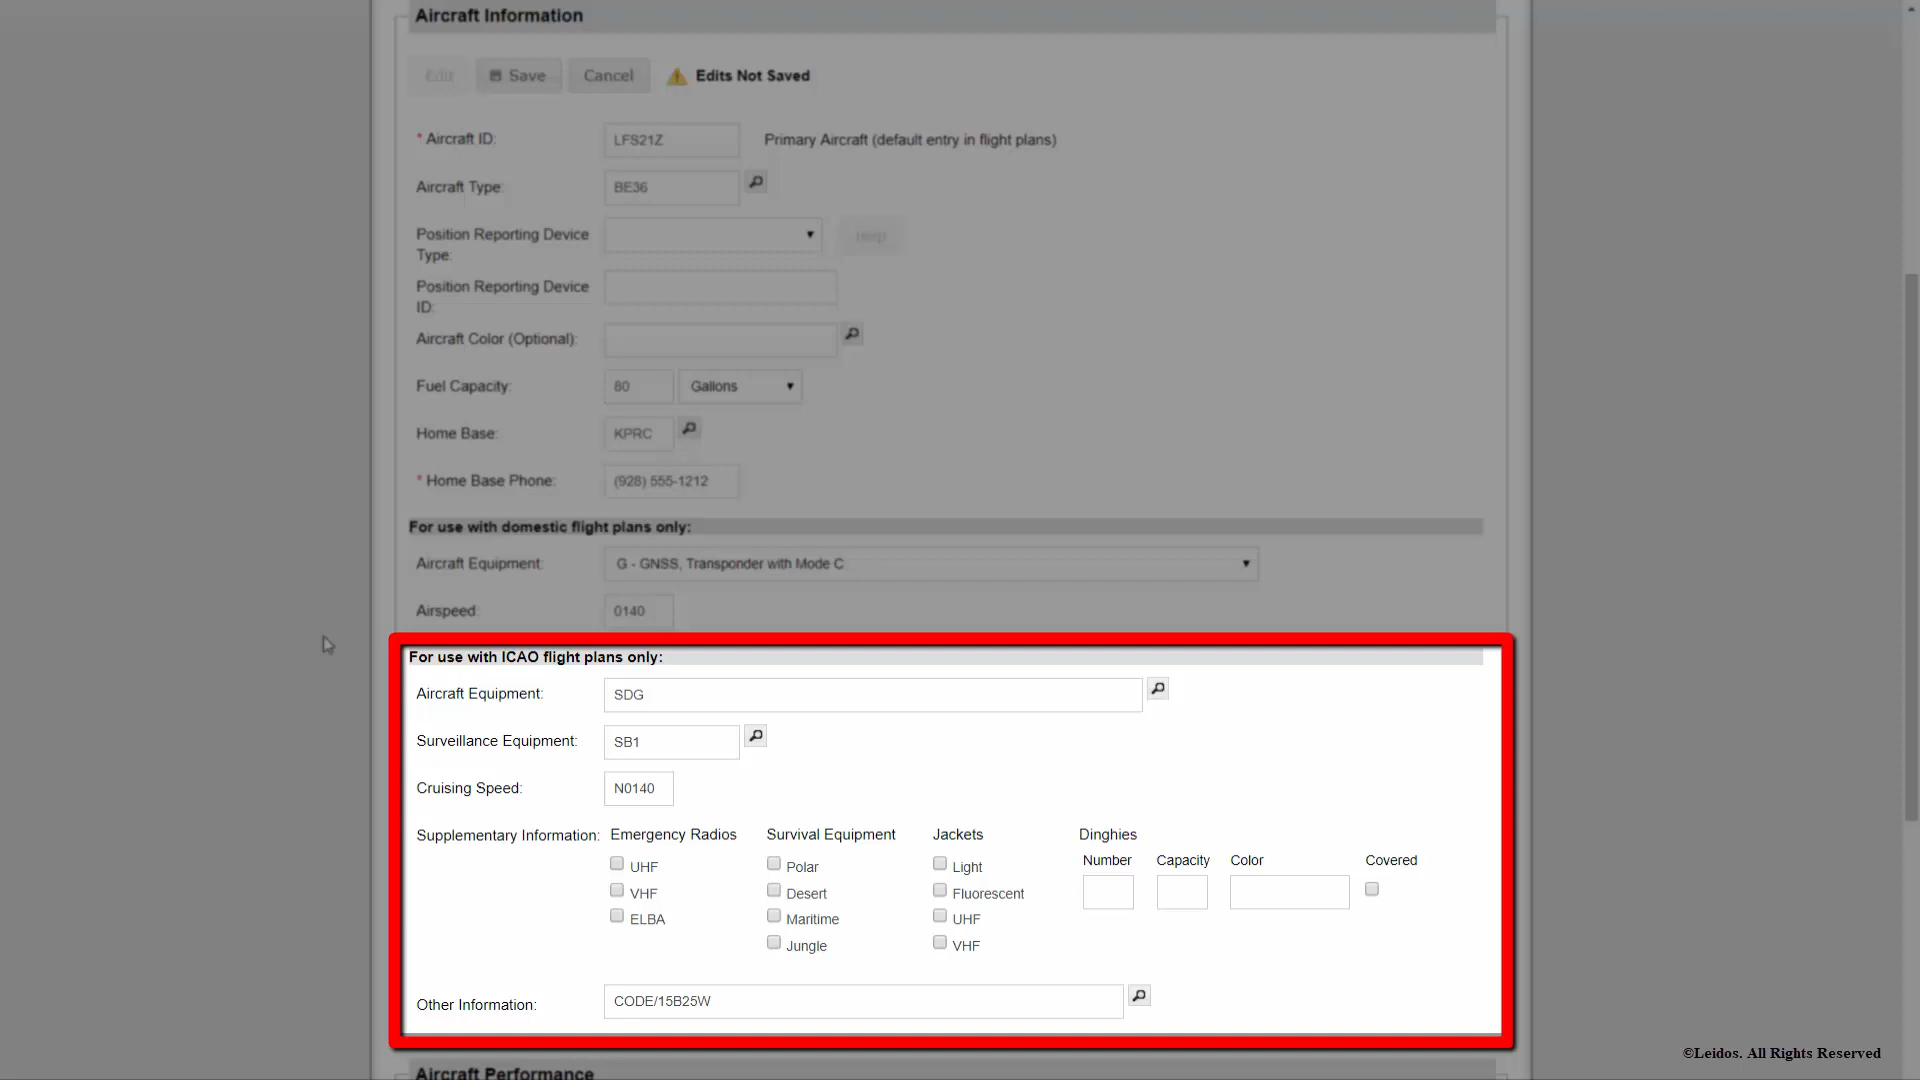 Aircraft Information
Edit Save Cancel Edits Not Saved
* Aircraft ID: LFS21Z Primary Aircraft (default entry in flight plans)
Aircraft Type: BE36
Position Reporting Device Help
Type:
Position Reporting Device
ID:
Aircraft Color (Optional):
Fuel Capacity: 80 Gallons
Home Base: KPRC
* Home Base Phone: (928) 555-1212
For use with domestic flight plans only:
Aircraft Equipment: G - GNSS, Transponder with Mode C
Airspeed: 0140
For use with ICAO flight plans only:
Aircraft Equipment: SDG
Surveillance Equipment: SB1
Cruising Speed: N0140
Supplementary Information: Emergency Radios Survival Equipment Jackets Dinghies
Number Capacity Color Covered
UHF Polar Light
VHF Desert Fluorescent
ELBA Maritime UHF
Jungle VHF
Other Information: CODE/15B25W
©Leidos. All Rights Reserved
Aircraft Performance